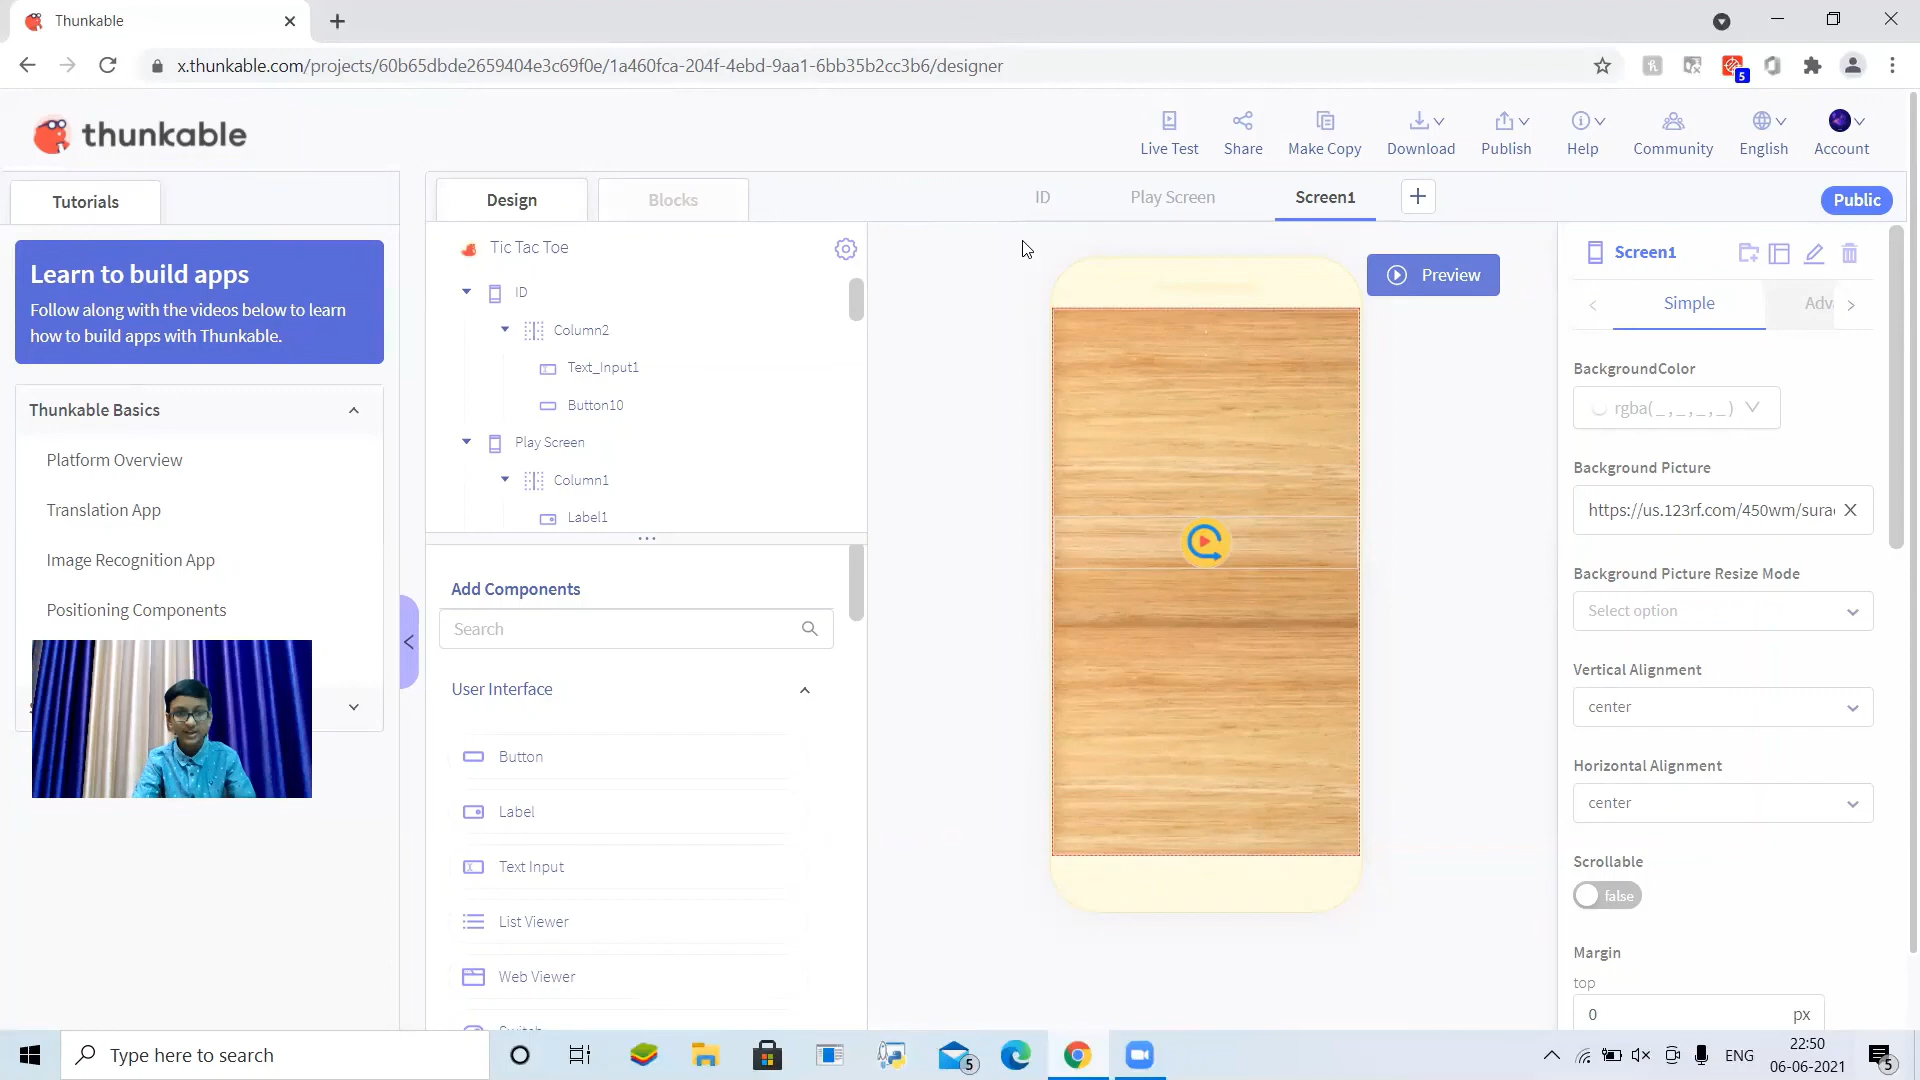 Thunkable
x.thunkable.com/projects/60b65dbde2659404e3c69f0e/1a460fca-204f-4ebd-9aa1-6bb35b2cc3b6/designer
5
thunkable
Live Test
Share
Make Copy
Download
Publish
Help
Community
English
Account
Tutorials
Design
Blocks
ID
Play Screen
Screen1
Public
Learn to build apps
Follow along with the videos below to learn
how to build apps with Thunkable.
Thunkable Basics
Platform Overview
Translation App
Image Recognition App
Positioning Components
Tic Tac Toe
ID
Column2
Text_Input1
Button10
Play Screen
Column1
Label1
Add Components
Search
User Interface
Button
Label
Text Input
List Viewer
Web Viewer
Preview
Screen1
Simple
Adv
BackgroundColor
rgba(_,_,_,_)
Background Picture
https://us.123rf.com/450wm/sura
Background Picture Resize Mode
Select option
Vertical Alignment
center
Horizontal Alignment
center
Scrollable
false
Margin
top
0 px
Type here to search
5
ENG
22:50
06-06-2021
5